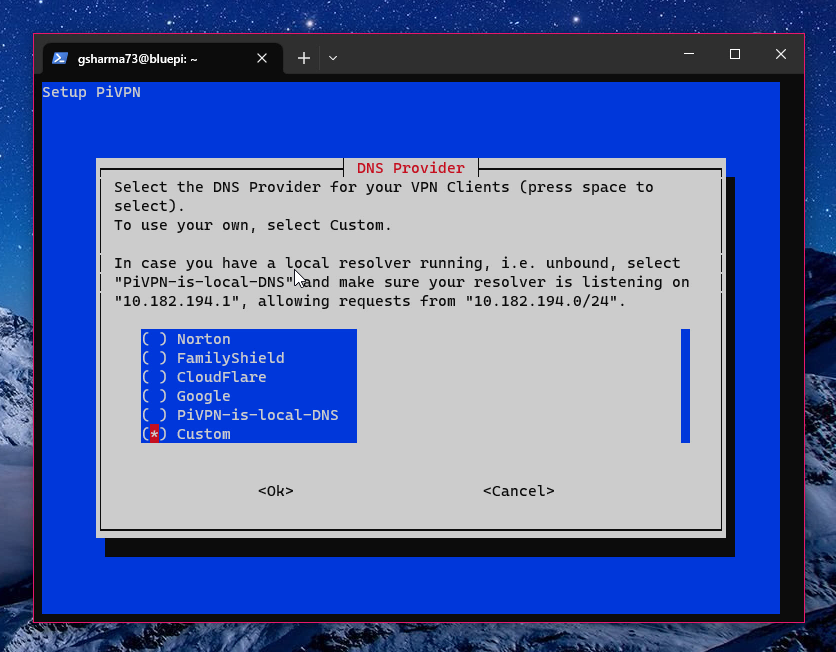 gsharma73@bluepi: ~
Setup PiVPN
DNS Provider
Select the DNS Provider for your VPN Clients (press space to
select).
To use your own, select Custom.
In case you have a local resolver running, i.e. unbound, select
"PiVPN-is-local-DNS" and make sure your resolver is listening on
"10.182.194.1", allowing requests from "10.182.194.0/24".
( ) Norton
( ) FamilyShield
( ) CloudFlare
( ) Google
( ) PiVPN-is-local-DNS
(*) Custom
<Ok> <Cancel>